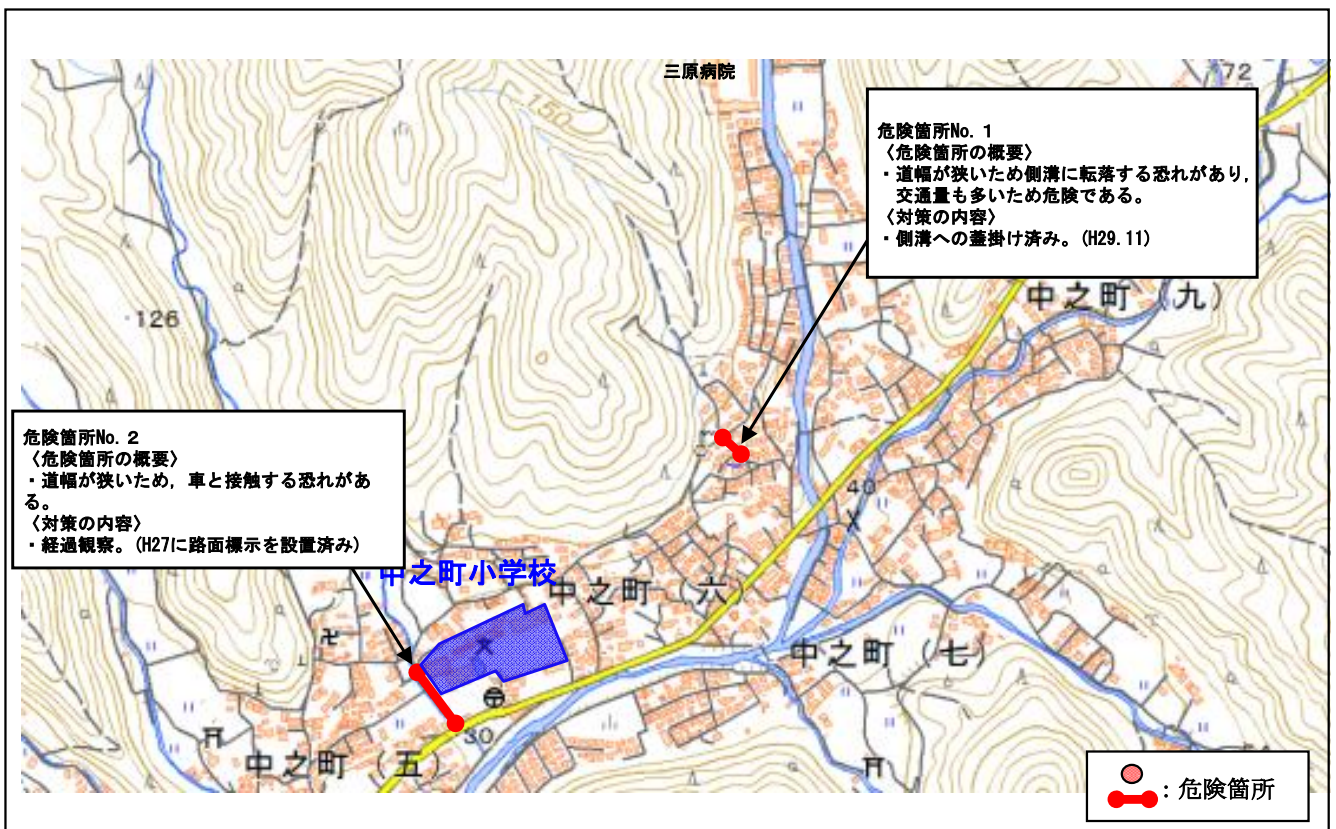 三原病院
72
150
危険箇所No. 1
〈危険箇所の概要〉
・道幅が狭いため側溝に転落する恐れがあり,
交通量も多いため危険である。
〈対策の内容〉
・側溝への蓋掛け済み。(H29.11)
中之町(九)
126
危険箇所No. 2
〈危険箇所の概要〉
・道幅が狭いため, 車と接触する恐れがあ
る。
〈対策の内容〉
・経過観察。(H27に路面標示を設置済み)
40
中之町小学校
中之町(六)
中之町(七)
30
中之町(五)
:危険箇所